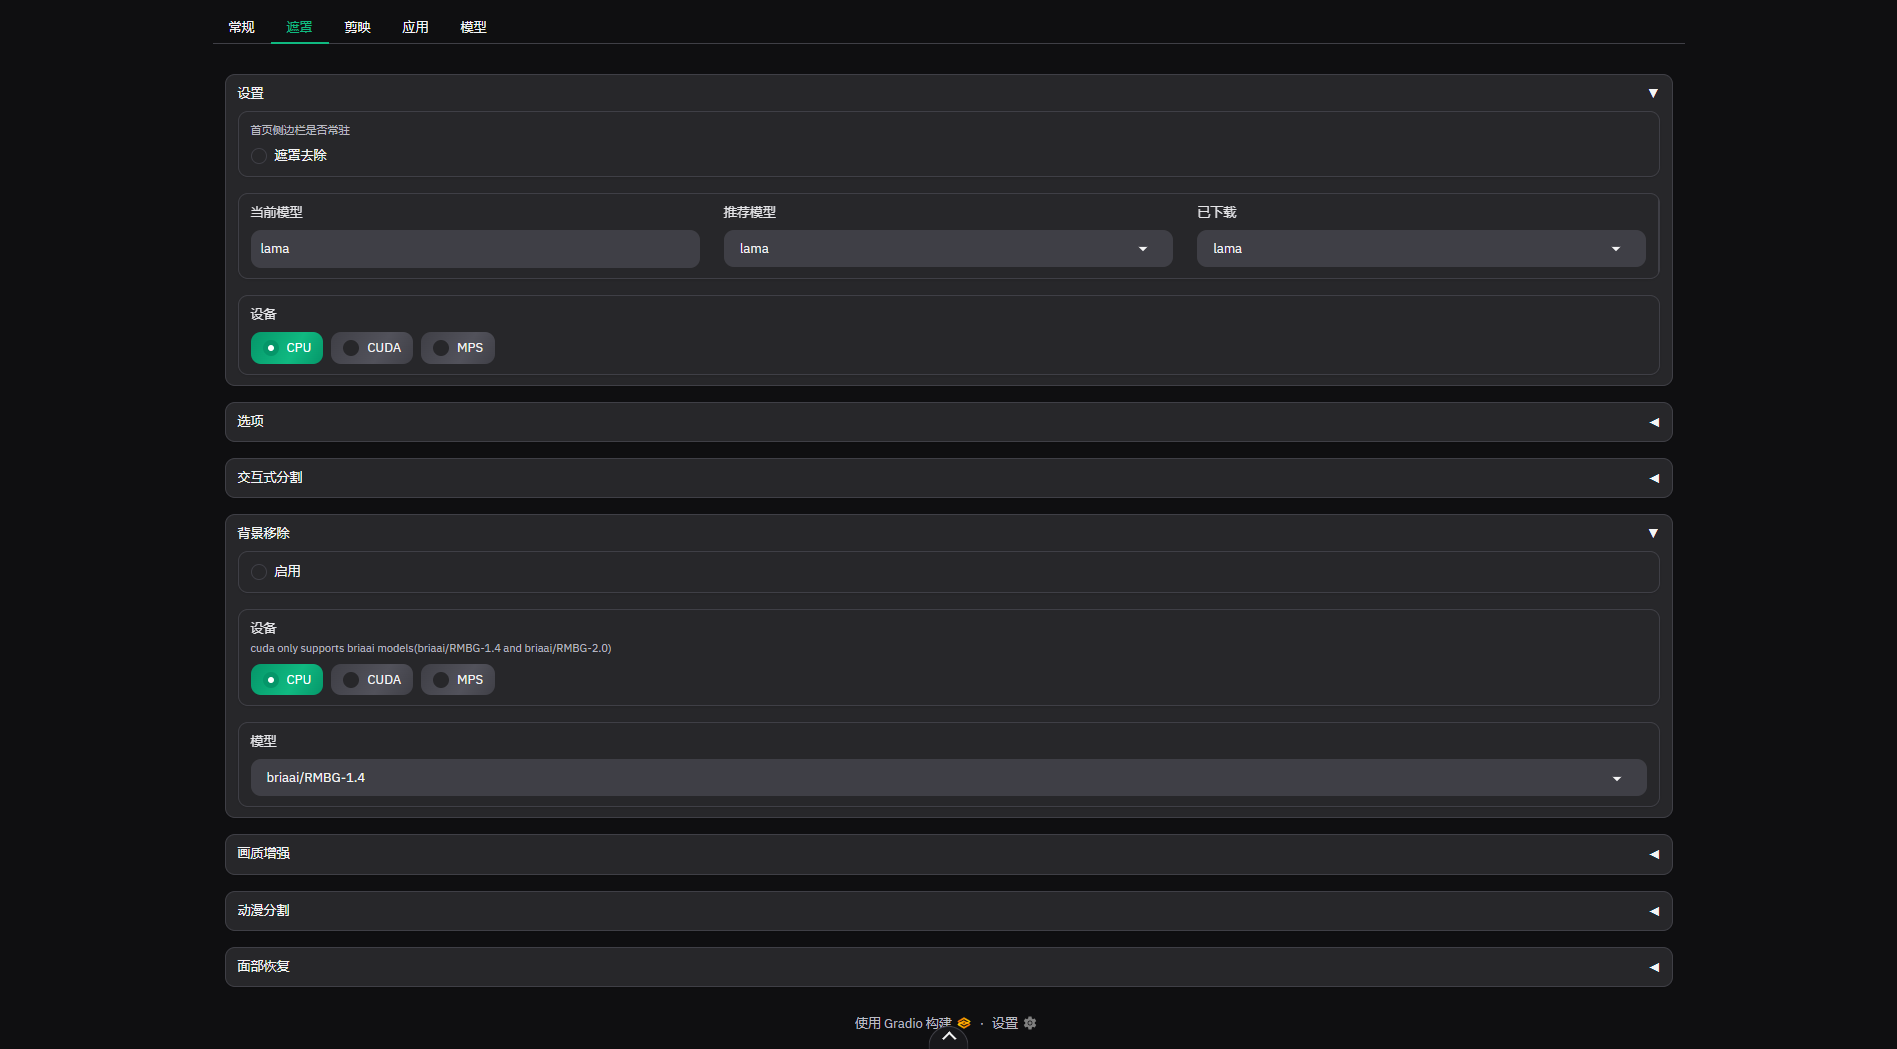 常规 遮罩 剪映 应用 模型
设置
首页侧边栏是否常驻
遮罩去除
当前模型 推荐模型 已下载
lama lama lama
设备
CPU CUDA MPS
选项
交互式分割
背景移除
启用
设备
cuda only supports briaai models(briaai/RMBG-1.4 and briaai/RMBG-2.0)
CPU CUDA MPS
模型
briaai/RMBG-1.4
画质增强
动漫分割
面部恢复
使用 Gradio 构建 · 设置